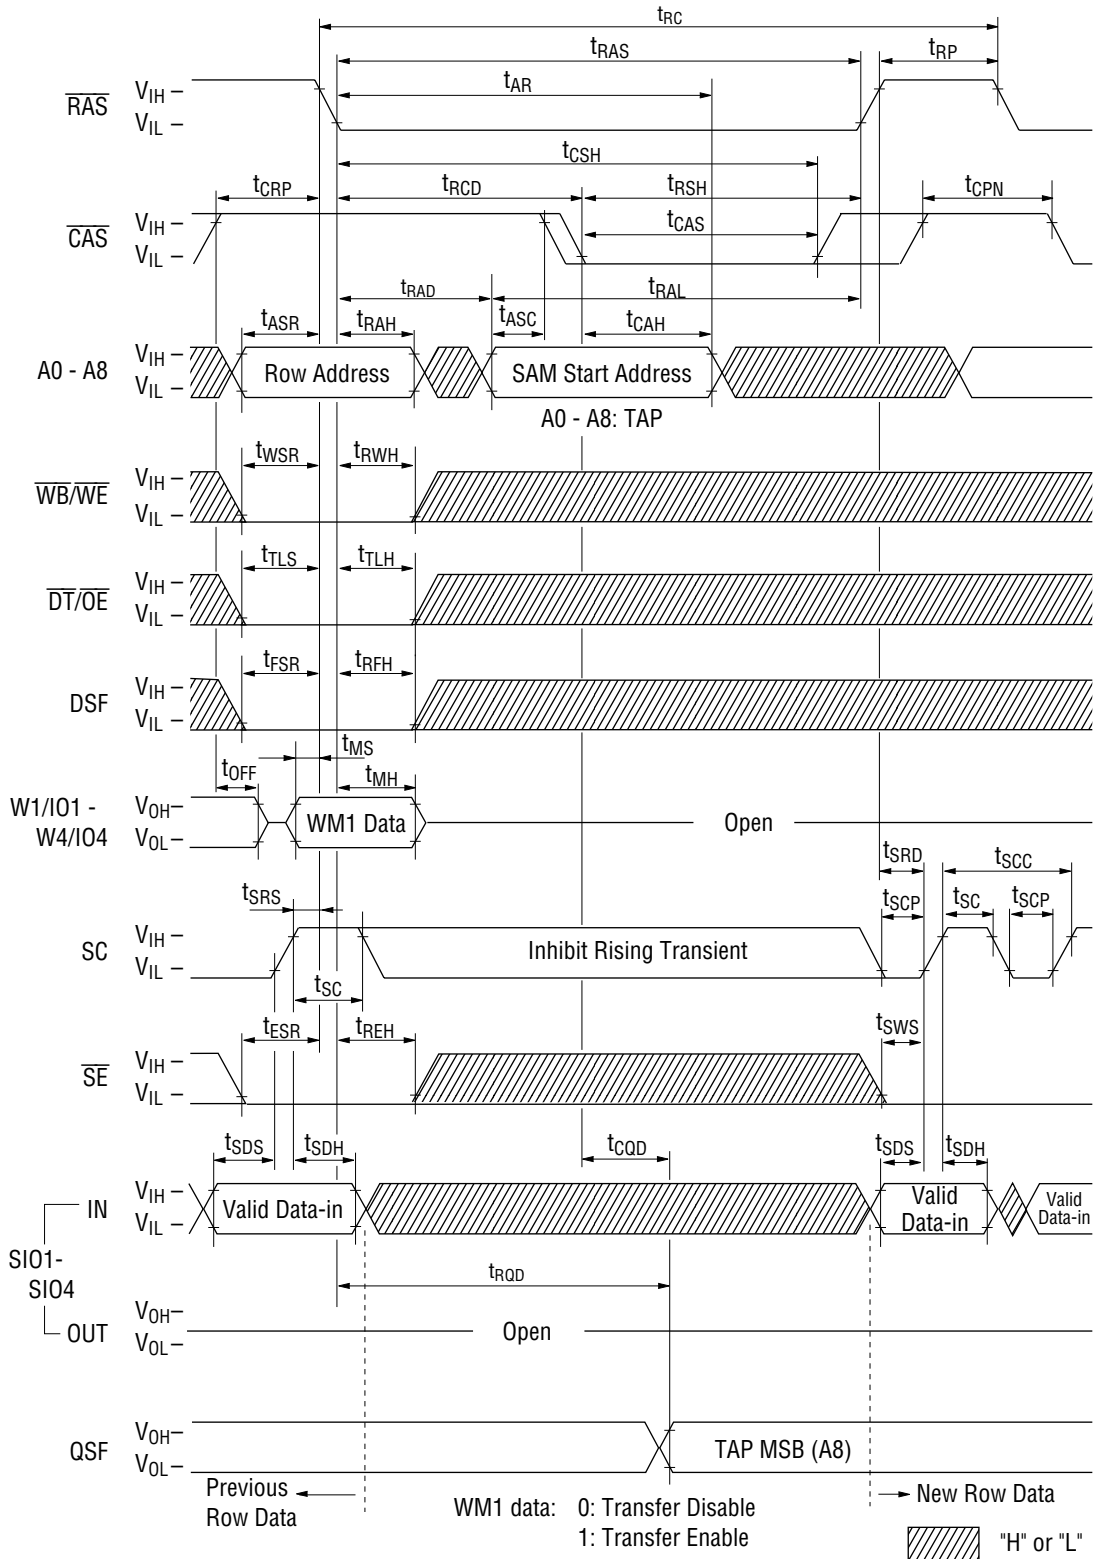 tRC
tRAS
tRP
tAR
RAS
VIH
VIL
tCSH
tCRP
tRCD
tRSH
tCPN
CAS
VIH
VIL
tCAS
tRAD
tRAL
tASR
tRAH
tASC
tCAH
A0 - A8
VIH
VIL
Row Address
SAM Start Address
A0 - A8: TAP
tWSR
tRWH
WB/WE
VIH
VIL
tTLS
tTLH
DT/OE
VIH
VIL
tFSR
tRFH
DSF
VIH
VIL
tMS
tOFF
tMH
W1/IO1 -
W4/IO4
VOH
VOL
WM1 Data
Open
tSRD
tSCC
tSRS
tSCP
tSC
tSCP
SC
VIH
VIL
Inhibit Rising Transient
tSC
tESR
tREH
tSWS
SE
VIH
VIL
tSDS
tSDH
tCQD
tSDS
tSDH
IN
VIH
VIL
Valid Data-in
Valid
Data-in
Valid
Data-in
SIO1-
SIO4
tRQD
OUT
VOH
VOL
Open
QSF
VOH
VOL
TAP MSB (A8)
Previous
Row Data
New Row Data
WM1 data: 0: Transfer Disable
1: Transfer Enable
"H" or "L"